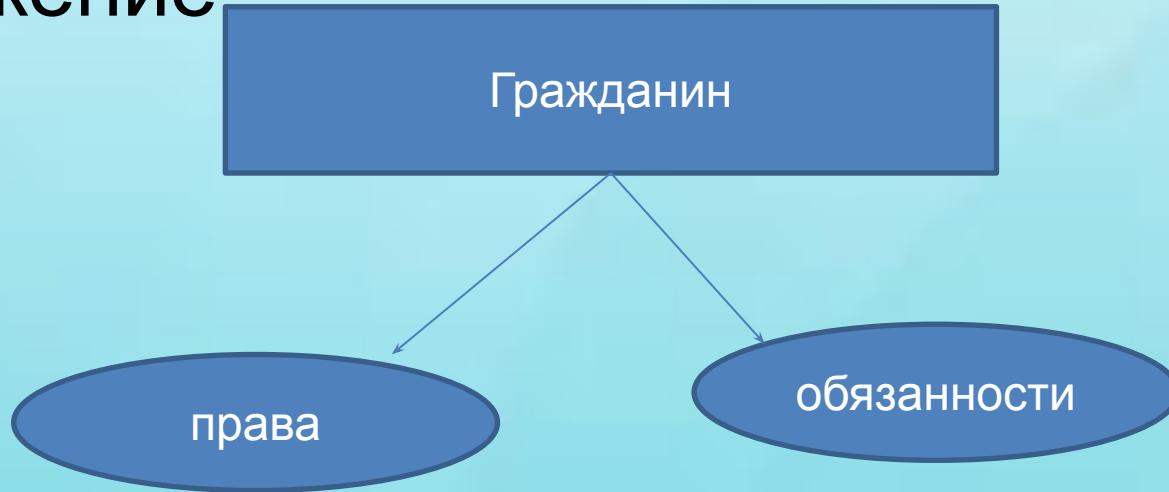 Гражданин
права
обязанности